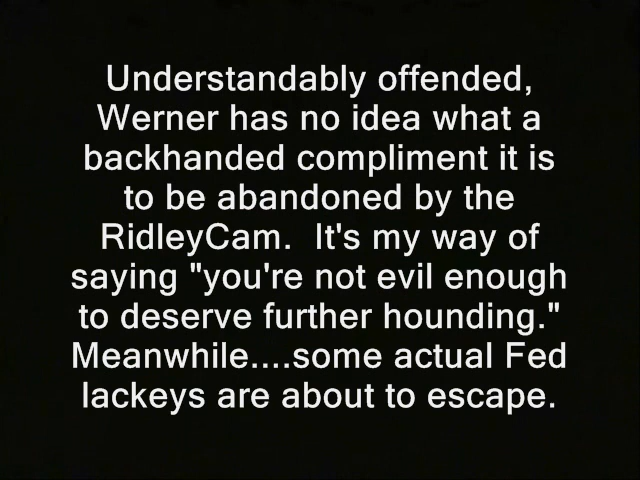 Understandably offended,
Werner has no idea what a
backhanded compliment it is
to be abandoned by the
RidleyCam.  It's my way of
saying "you're not evil enough
to deserve further hounding."
Meanwhile....some actual Fed
lackeys are about to escape.